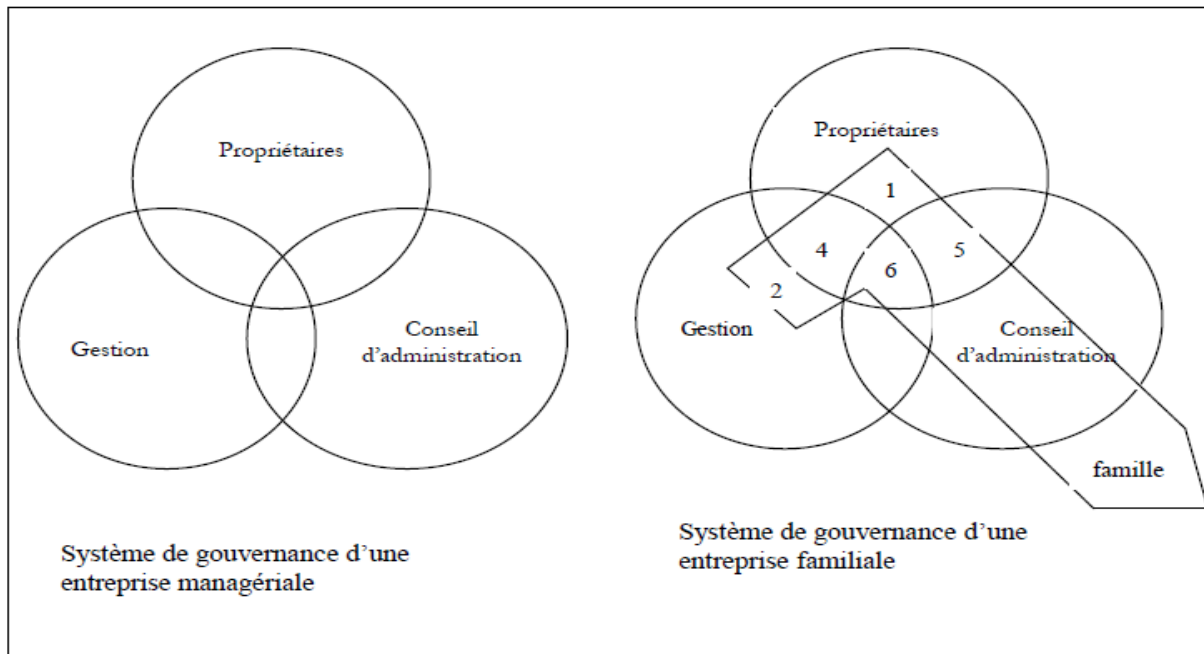 Propriétaires
Gestion
Conseil
d’administration
Système de gouvernance d’une
entreprise managériale
Propriétaires
1
4
5
6
2
Gestion
Conseil
d’administration
famille
Système de gouvernance d’une
entreprise familiale